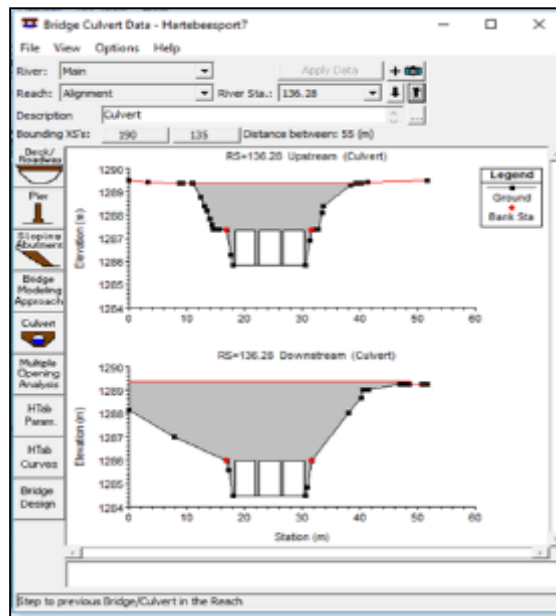 Bridge Culvert Data - Hartebeesport7
File View Options Help
River: Main Apply Data +
Reach: Alignment River Sta.: 136.28
Description Culvert ...
Bounding XS's: 190 135 Distance between: 55 (m)
Deck/
Roadway
Pier
Sloping
Abutment
Bridge
Modeling
Approach
Culvert
Multiple
Opening
Analysis
HTab
Param.
HTab
Curves
Bridge
Design
RS=136.28 Upstream (Culvert)
Elevation (m)
1290
1289
1288
1287
1286
1285
1284
0 10 20 30 40 50 60
Legend
Ground
Bank Sta
RS=136.28 Downstream (Culvert)
Elevation (m)
1290
1289
1288
1287
1286
1285
1284
0 10 20 30 40 50 60
Station (m)
Step to previous Bridge/Culvert in the Reach